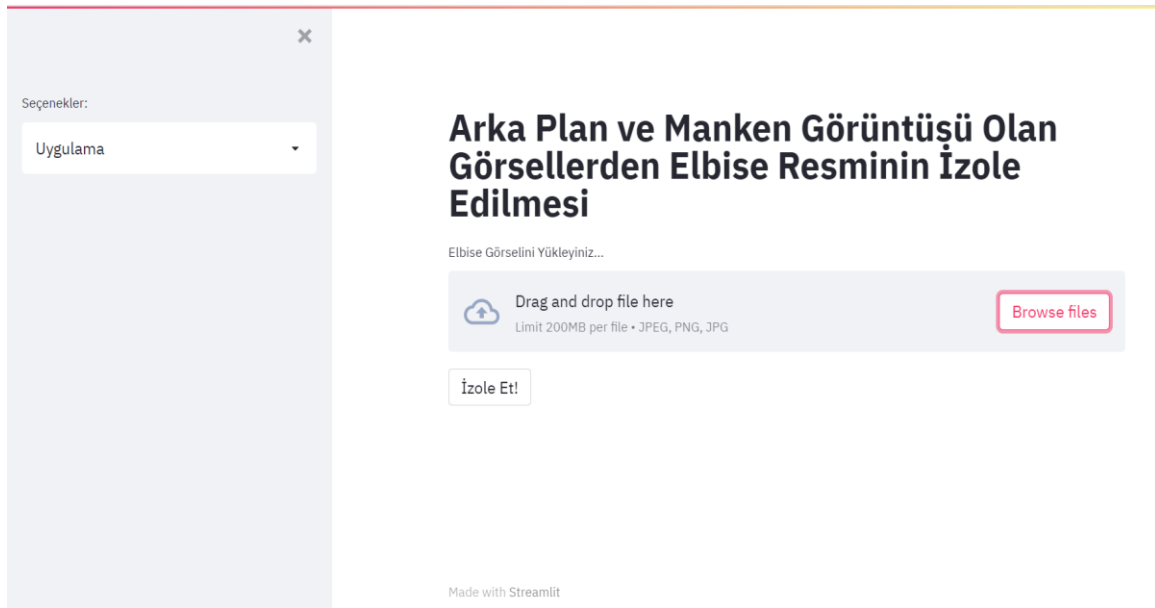 Seçenekler:
Uygulama
Arka Plan ve Manken Görüntüsü Olan
Görsellerden Elbise Resminin İzole
Edilmesi
Elbise Görselini Yükleyiniz...
Drag and drop file here
Limit 200MB per file • JPEG, PNG, JPG
Browse files
İzole Et!
Made with Streamlit